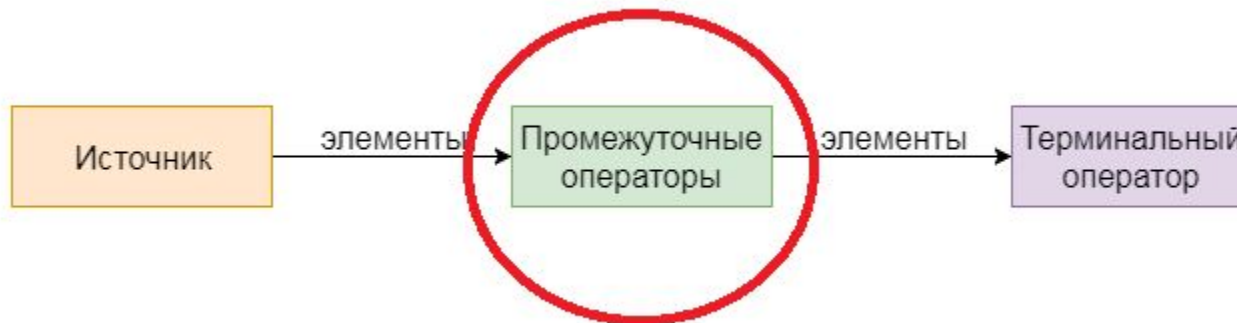 Источник
элементы
Промежуточные
операторы
элементы
Терминальный
оператор